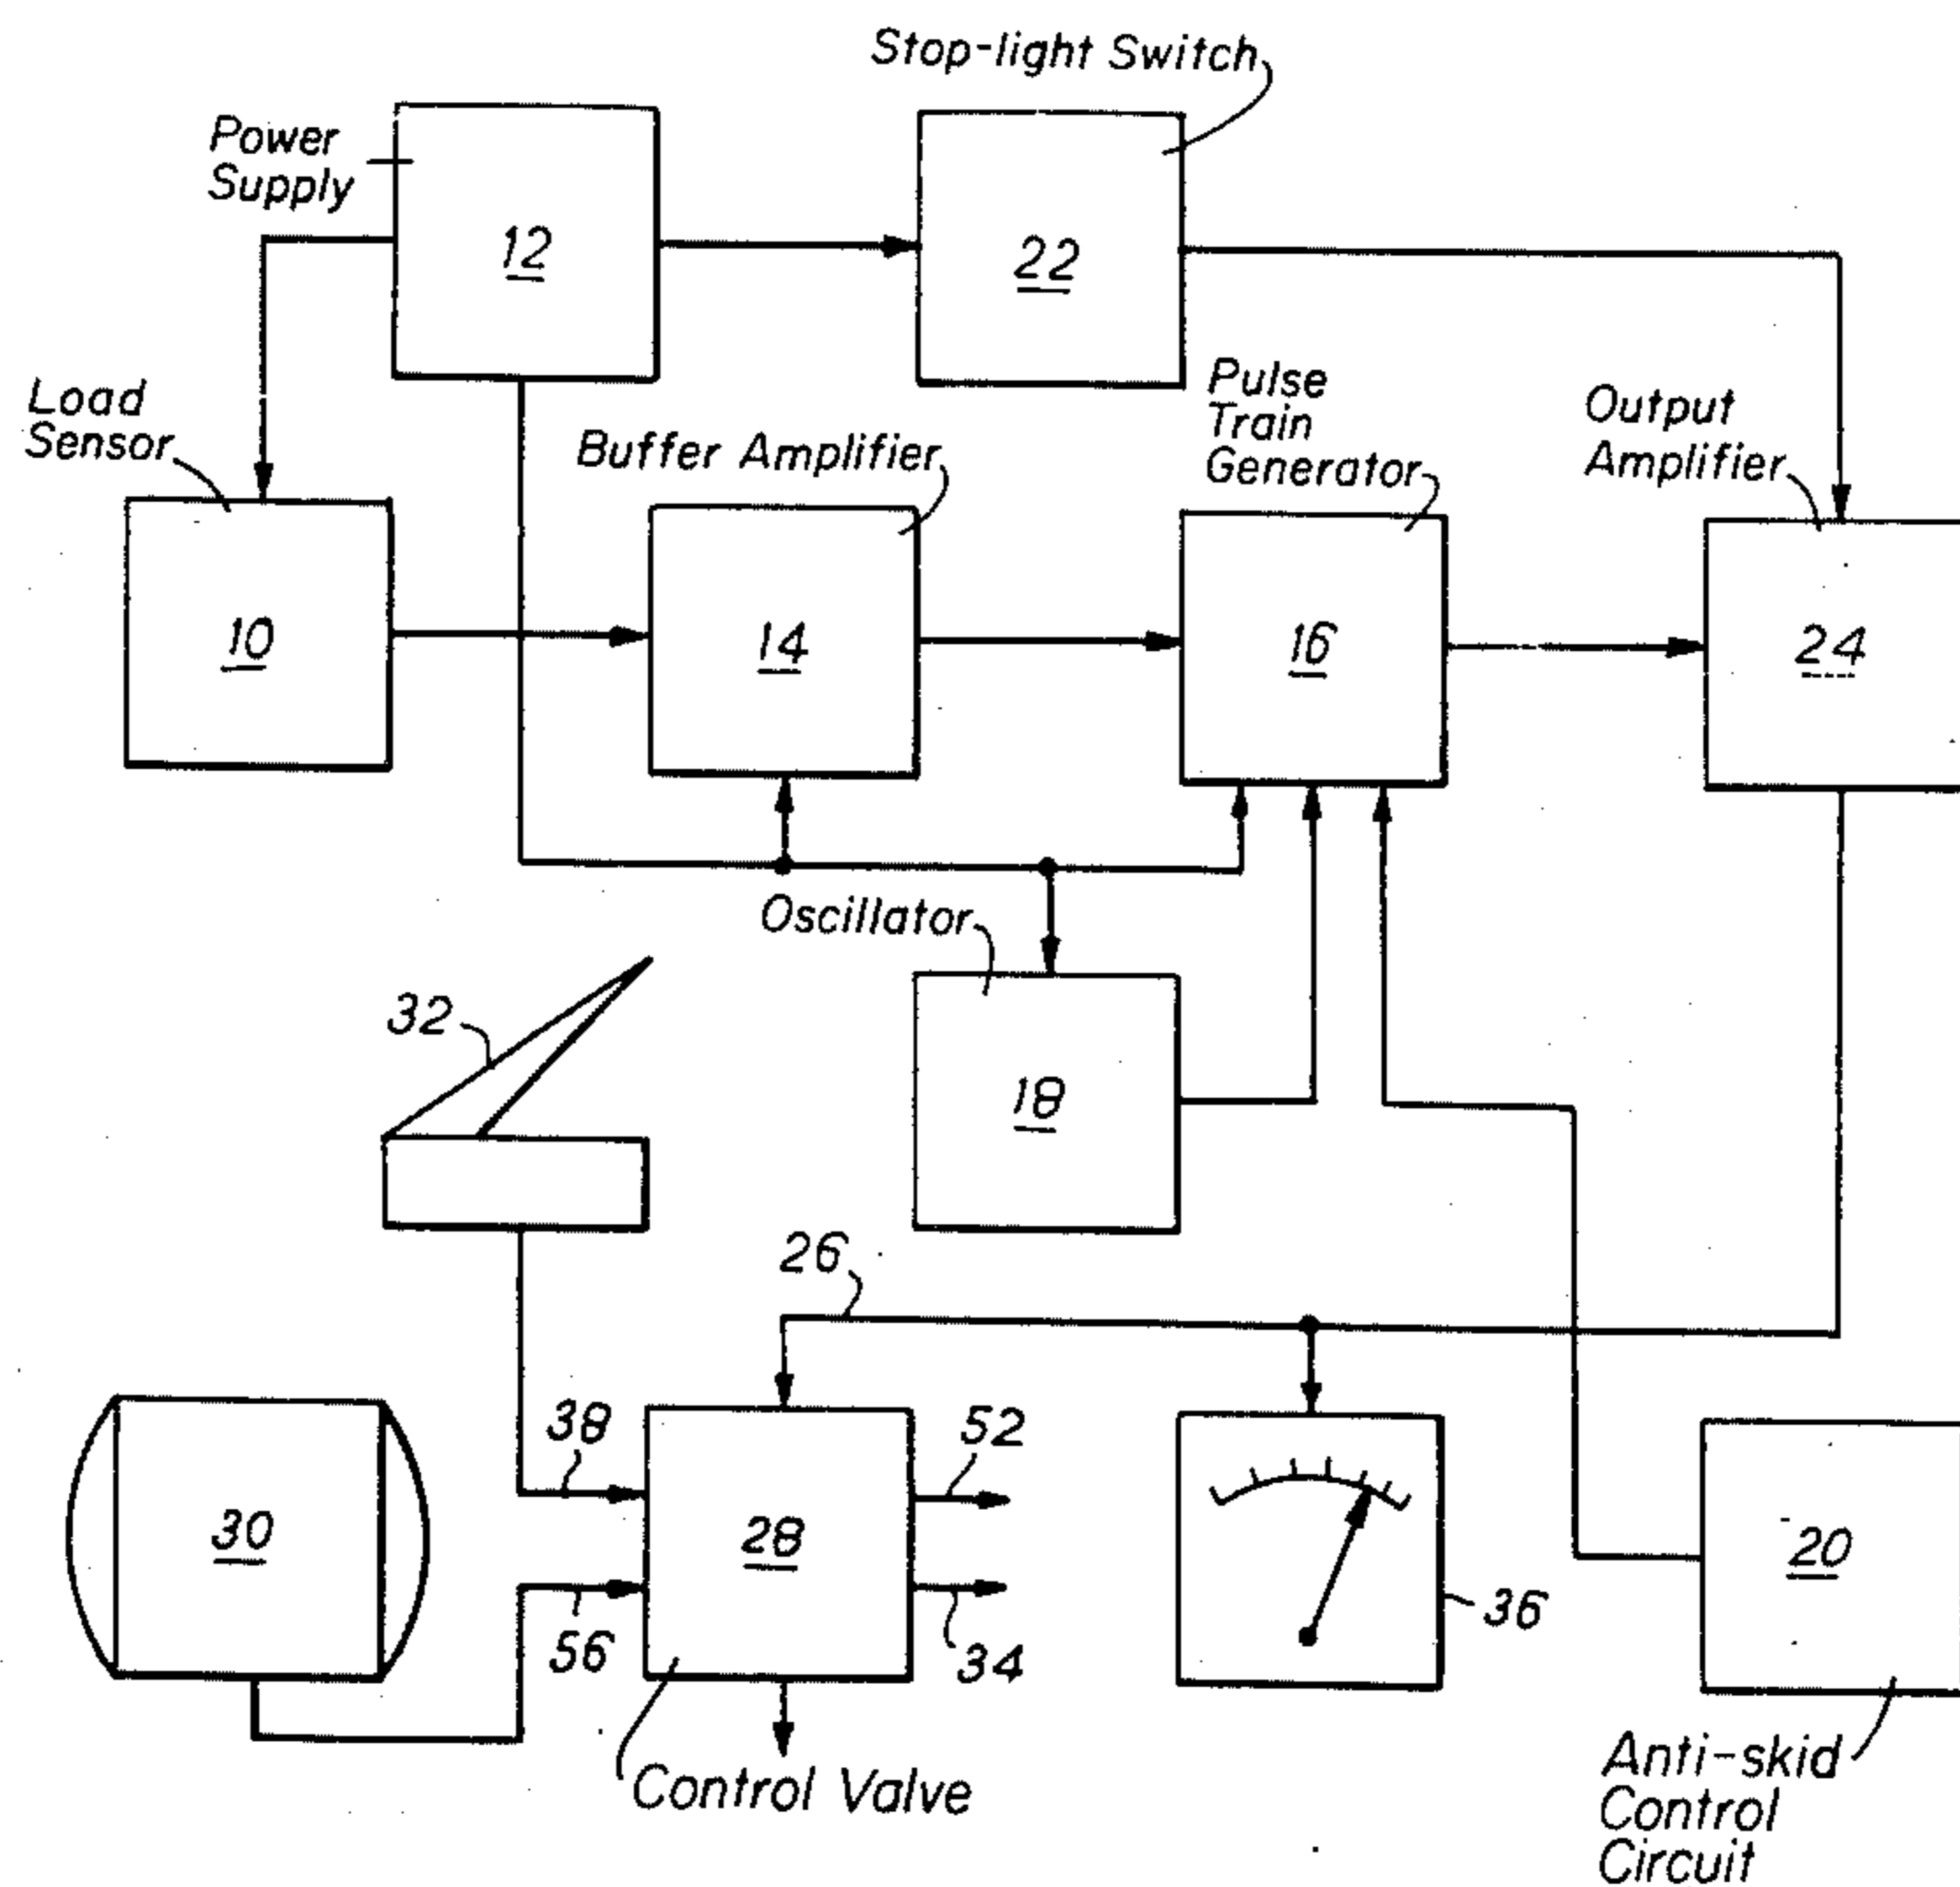 Stop-light Switch
Power
Supply
12
22
Load
Sensor
Buffer Amplifier
Pulse
Train
Generator
Output
Amplifier
10
14
16
24
Oscillator
32
18
26
38
52
30
28
20
56
34
36
Control Valve
Anti-skid
Control
Circuit